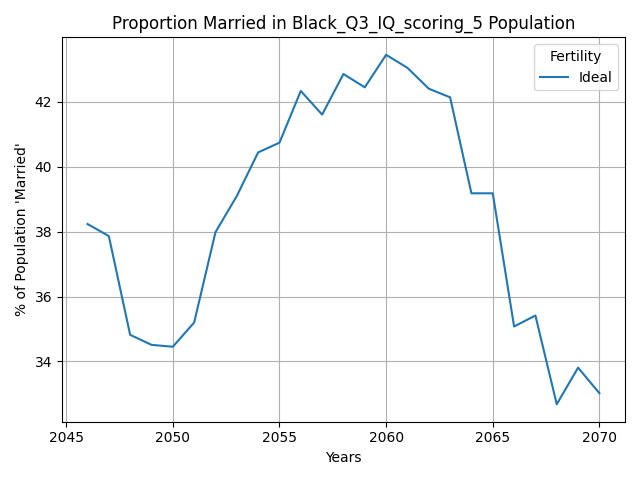 Proportion Married in Black_Q3_IQ_scoring_5 Population
Fertility
Ideal
% of Population 'Married'
42
40
38
36
34
2045
2050
2055
2060
2065
2070
Years